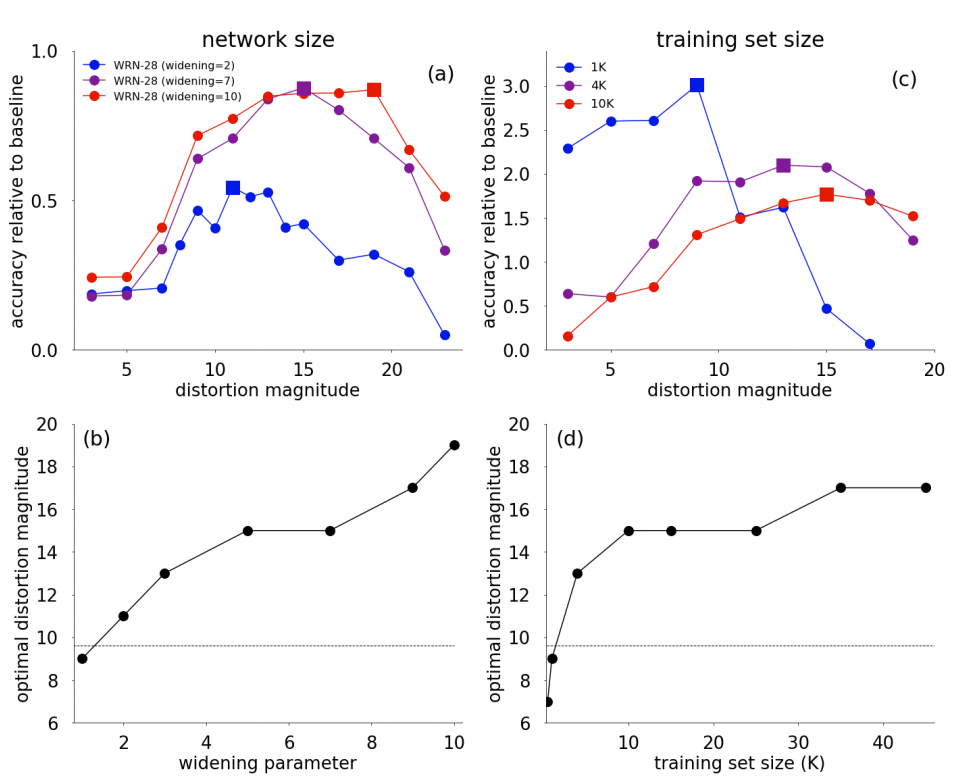 network size
1.0
0.5
0.0
accuracy relative to baseline
WRN-28 (widening=2)
WRN-28 (widening=7)
WRN-28 (widening=10)
(a)
5 10 15 20
distortion magnitude
training set size
3.0
2.5
2.0
1.5
1.0
0.5
0.0
accuracy relative to baseline
1K
4K
10K
(c)
5 10 15 20
distortion magnitude
20
18
16
14
12
10
8
6
optimal distortion magnitude
(b)
2 4 6 8 10
widening parameter
20
18
16
14
12
10
8
6
optimal distortion magnitude
(d)
10 20 30 40
training set size (K)